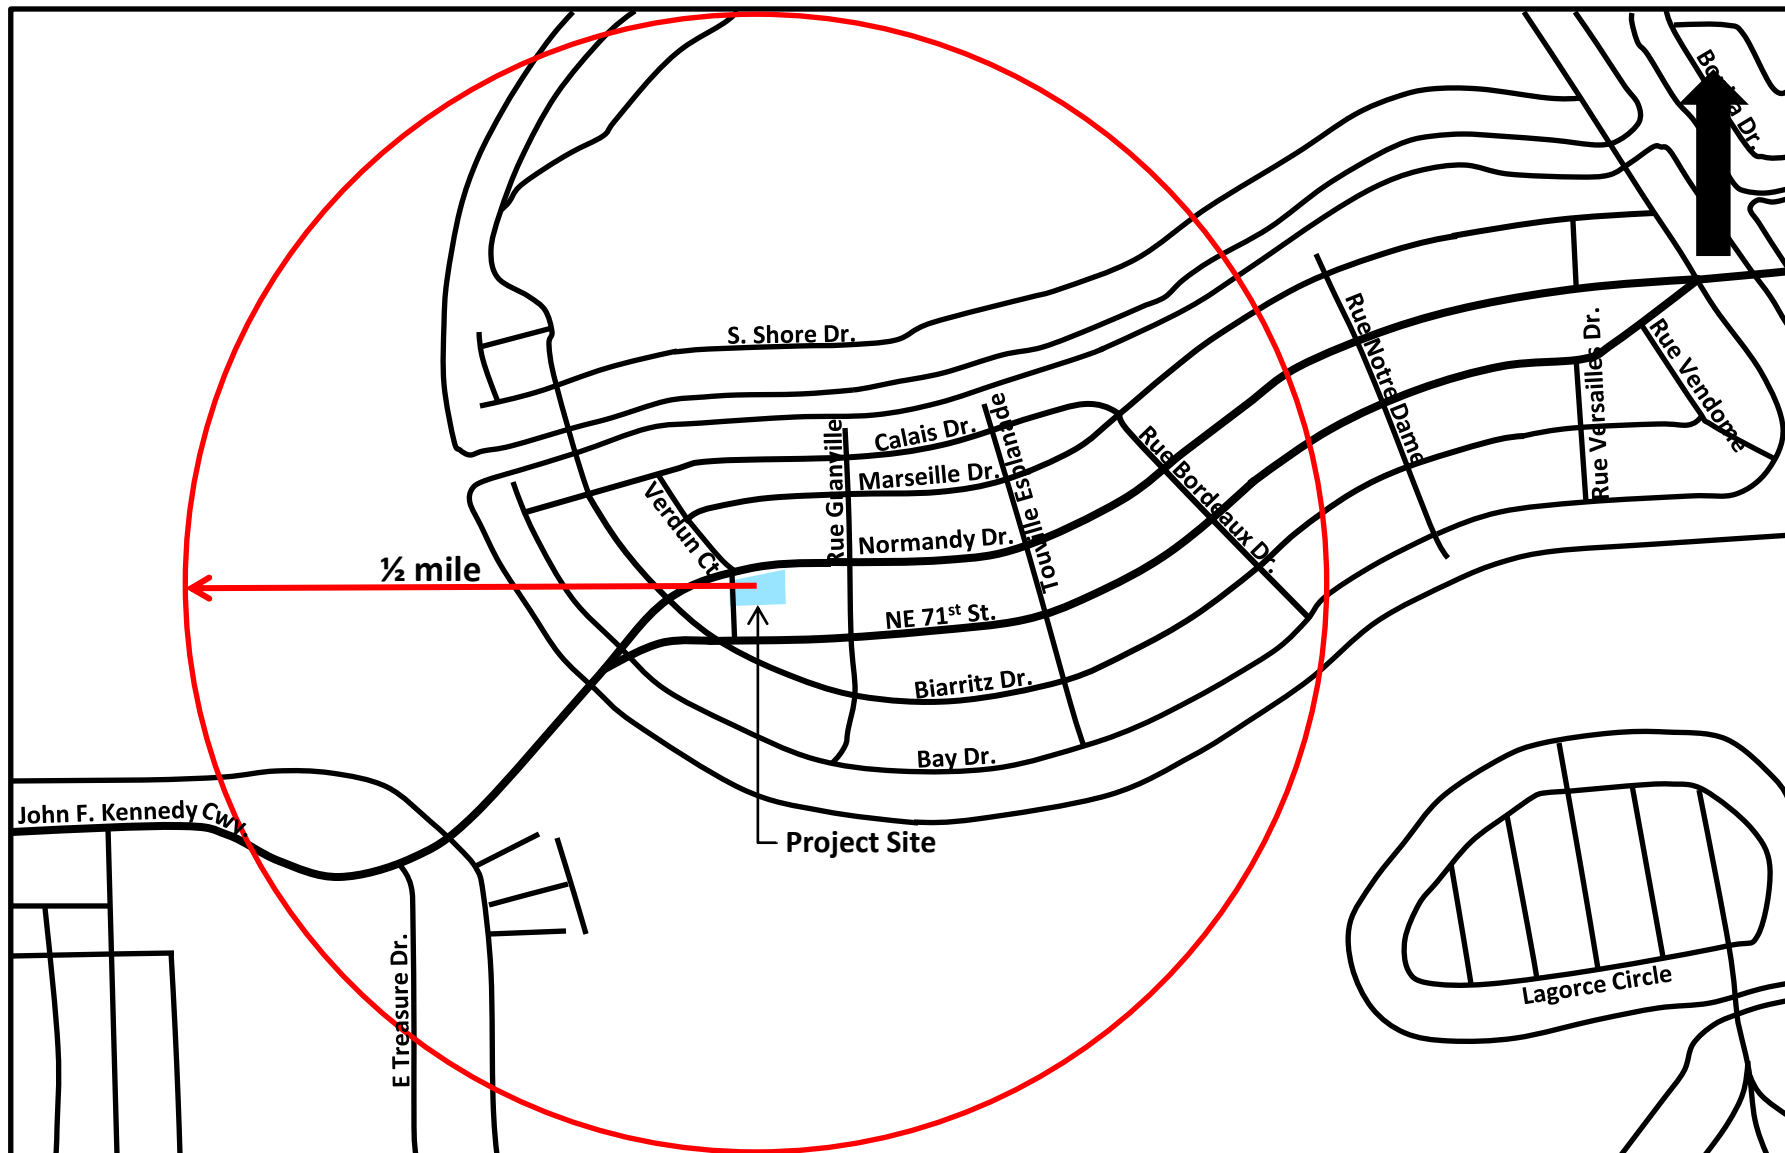 Bonita Dr.
S. Shore Dr.
Rue Notre Dame
Rue Versailles Dr.
Rue Vendome
Calais Dr.
Marseille Dr.
Rue Granville
Touville Esplanade
Rue Bordeaux Dr.
Verdun Ct.
Normandy Dr.
½ mile
NE 71st St.
Biarritz Dr.
Bay Dr.
John F. Kennedy Cwy.
Project Site
E Treasure Dr.
Lagorce Circle